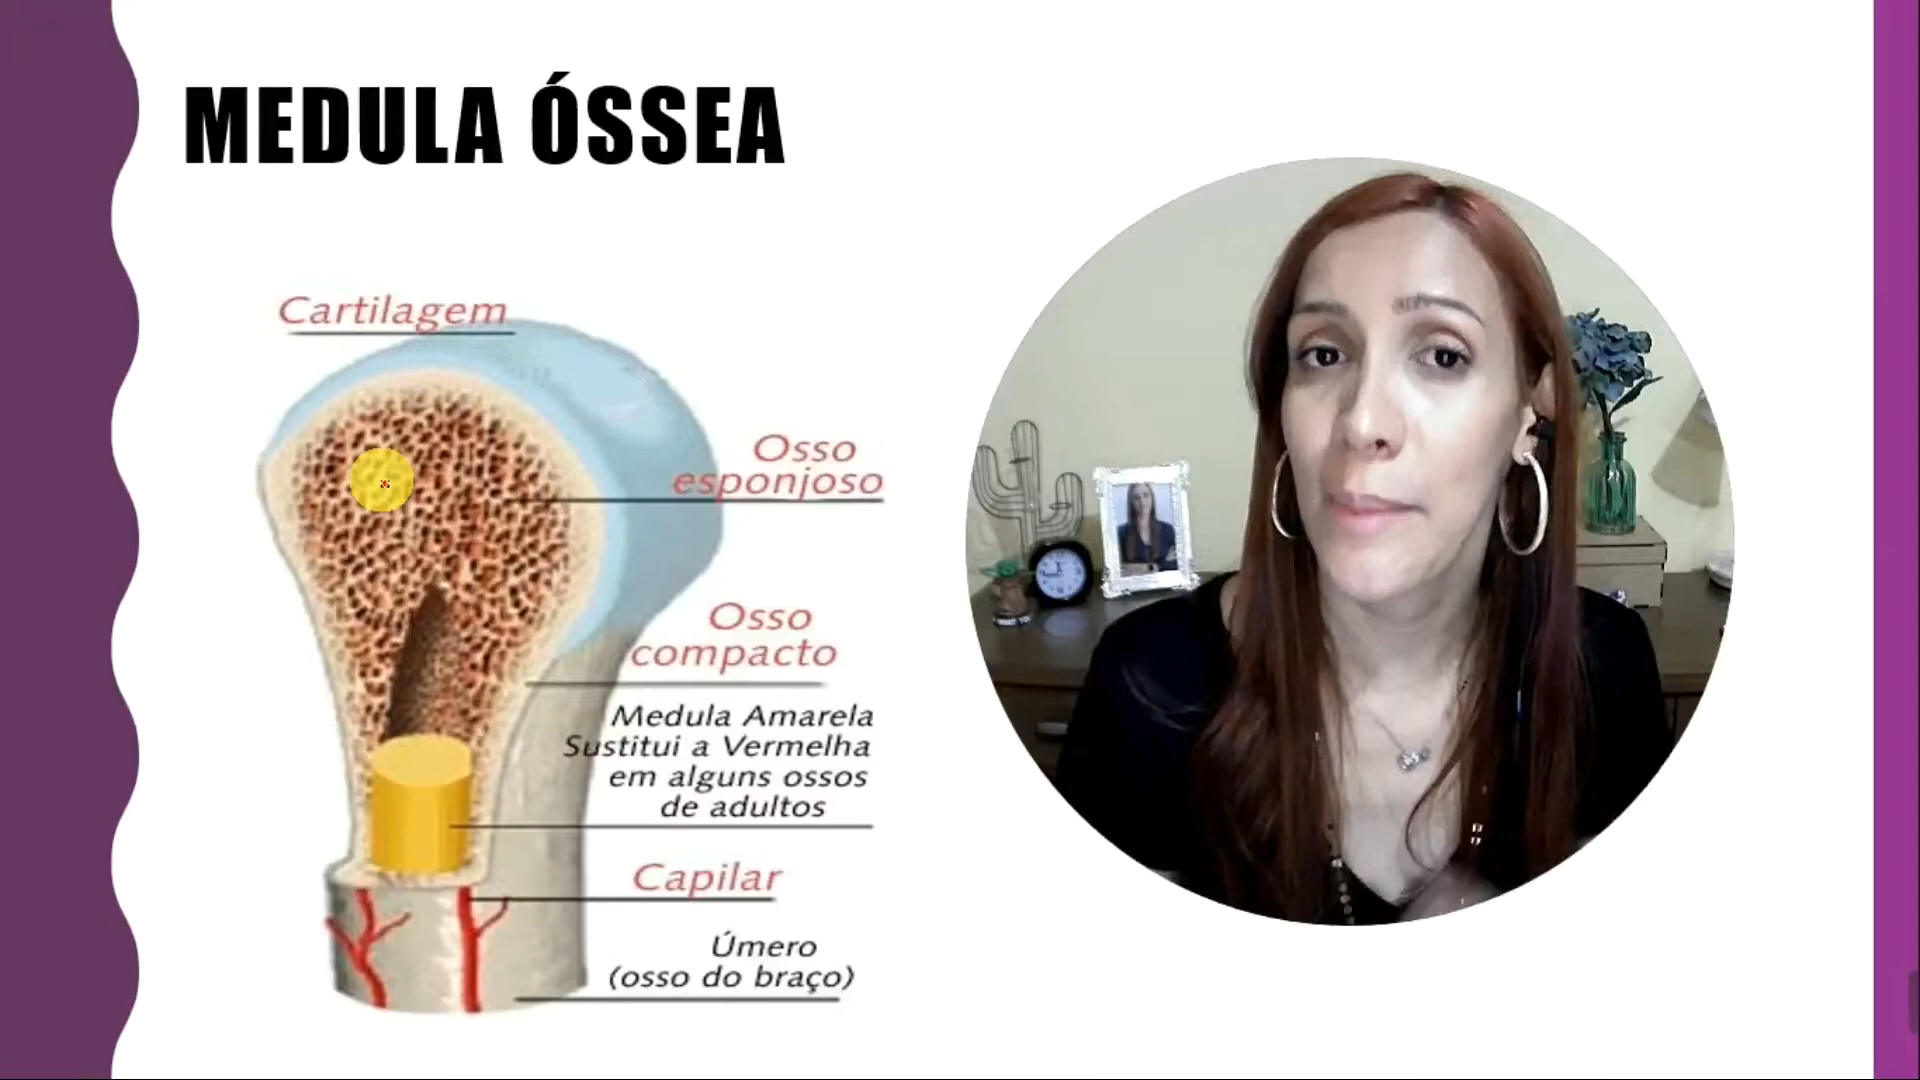 MEDULA ÓSSEA
Cartilagem
Osso
esponjoso
Osso
compacto
Medula Amarela
Sustitui a Vermelha
em alguns ossos
de adultos
Capilar
Úmero
(osso do braço)